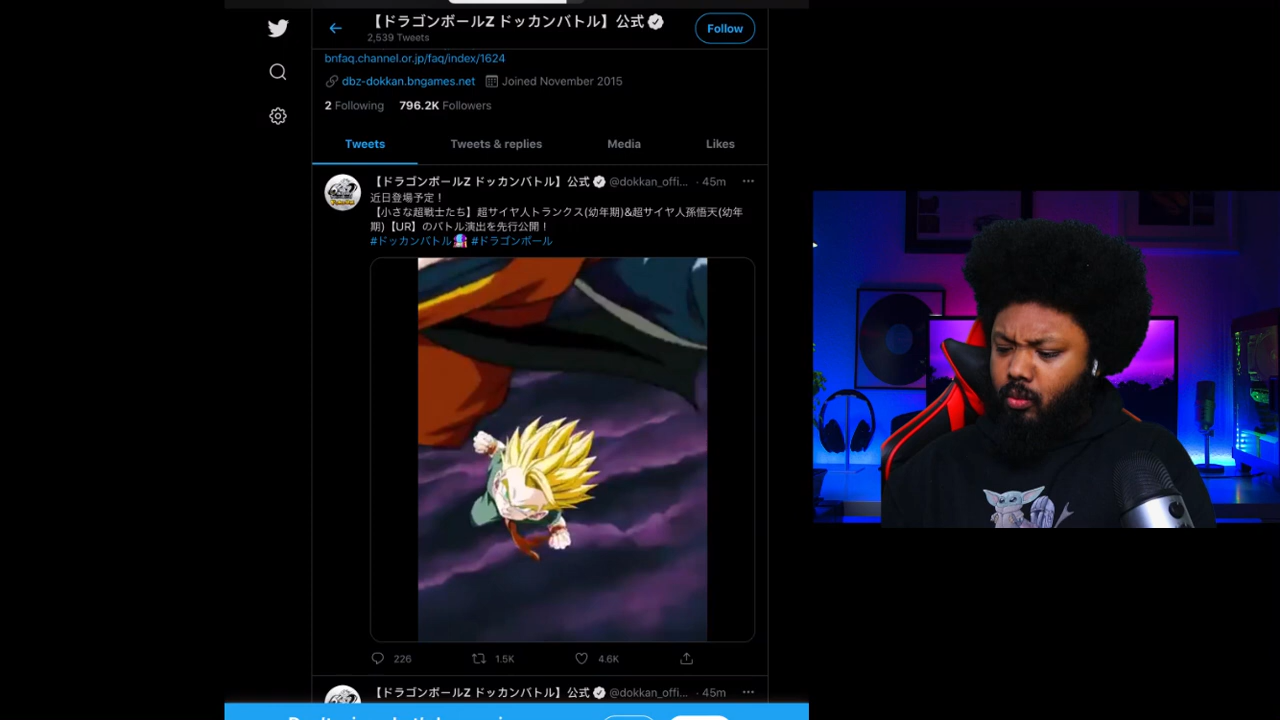 【ドラゴンボールZ ドッカンバトル】公式
2,539 Tweets
Follow
bnfaq.channel.or.jp/faq/index/1624
dbz-dokkan.bngames.net Joined November 2015
2 Following 796.2K Followers
Tweets Tweets & replies Media Likes
【ドラゴンボールZ ドッカンバトル】公式 @dokkan_offi... · 45m
近日登場予定！
【小さな超戦士たち】超サイヤ人トランクス(幼年期)&超サイヤ人孫悟天(幼年
期)【UR】のバトル演出を先行公開！
#ドッカンバトル #ドラゴンボール
226 1.5K 4.6K
【ドラゴンボールZ ドッカンバトル】公式 @dokkan_offi... · 45m